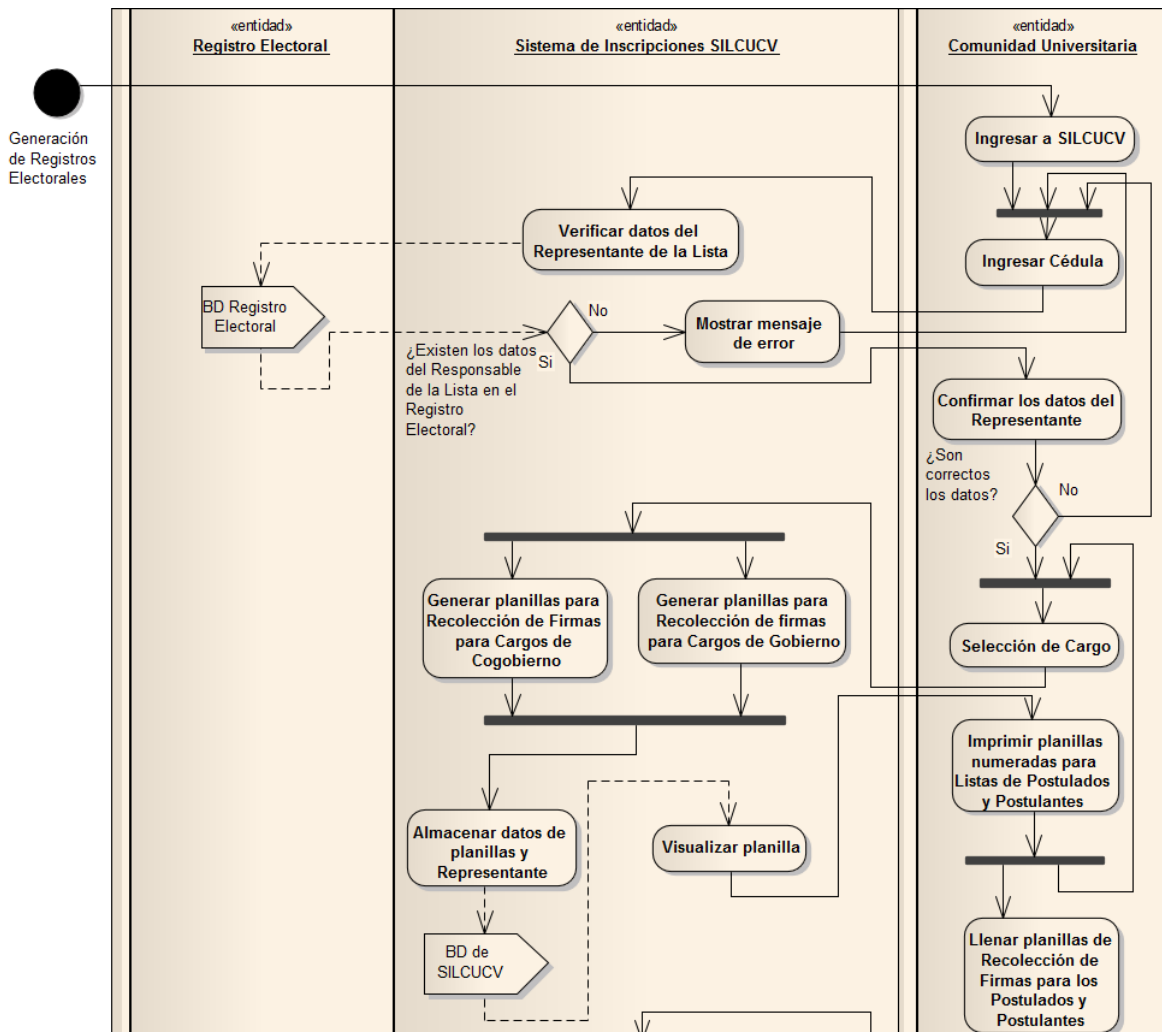 «entidad»
Registro Electoral
«entidad»
Sistema de Inscripciones SILCUCV
«entidad»
Comunidad Universitaria
Generación
de Registros
Electorales
Ingresar a SILCUCV
Verificar datos del
Representante de la Lista
Ingresar Cédula
BD Registro
Electoral
No
Si
¿Existen los datos
del Responsable
de la Lista en el
Registro
Electoral?
Mostrar mensaje
de error
Confirmar los datos del
Representante
¿Son
correctos
los datos?
No
Si
Generar planillas para
Recolección de Firmas
para Cargos de
Cogobierno
Generar planillas para
Recolección de firmas
para Cargos de Gobierno
Selección de Cargo
Imprimir planillas
numeradas para
Listas de Postulados
y Postulantes
Almacenar datos de
planillas y
Representante
Visualizar planilla
BD de
SILCUCV
Llenar planillas de
Recolección de
Firmas para los
Postulados y
Postulantes